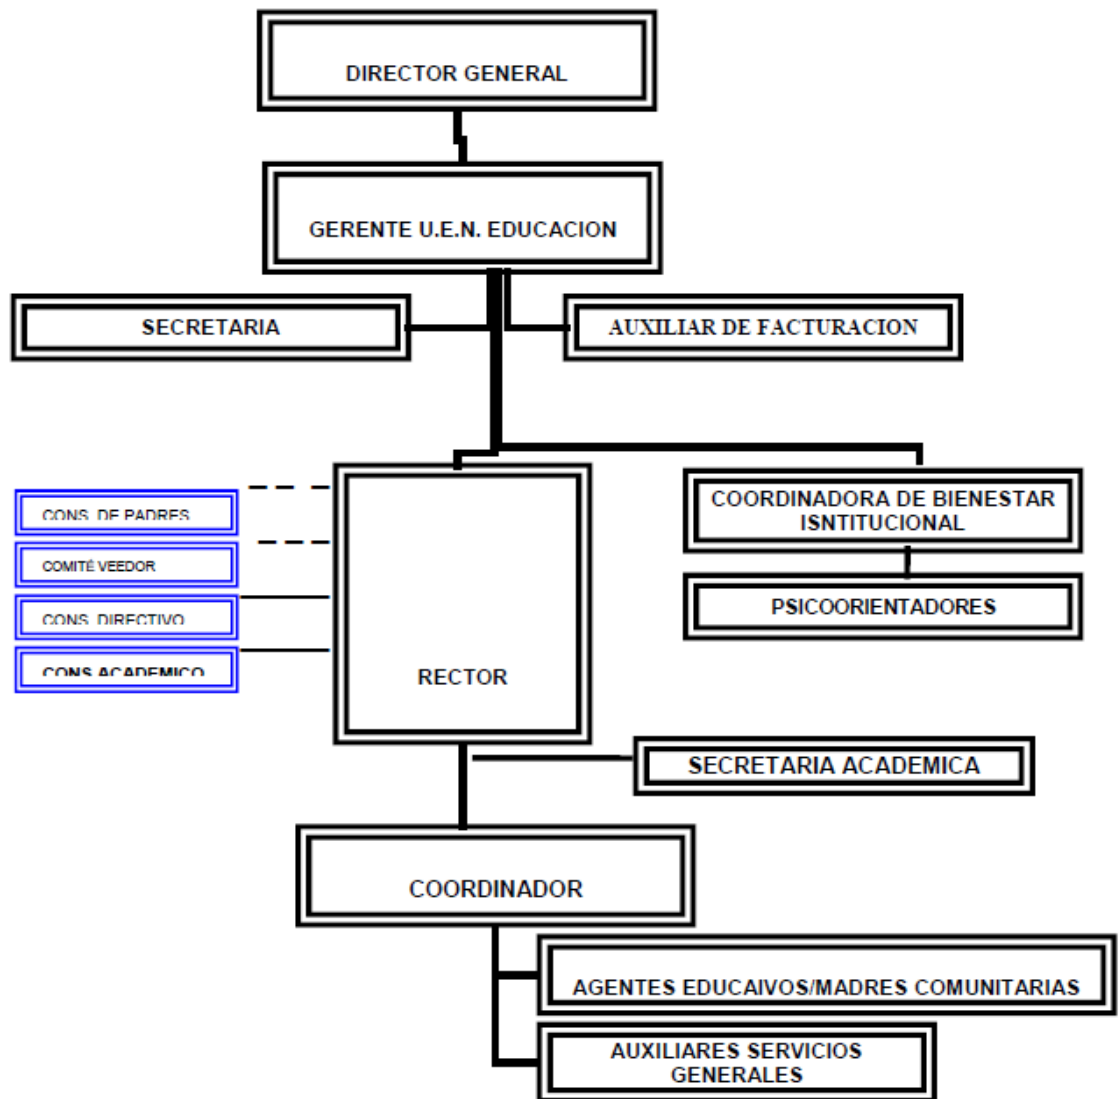 DIRECTOR GENERAL
GERENTE U.E.N. EDUCACION
SECRETARIA
AUXILIAR DE FACTURACION
CONS. DE PADRES
COMITÉ VEEDOR
CONS. DIRECTIVO
CONS ACADEMICO
RECTOR
COORDINADORA DE BIENESTAR
ISNTITUCIONAL
PSICOORIENTADORES
SECRETARIA ACADEMICA
COORDINADOR
AGENTES EDUCAIVOS/MADRES COMUNITARIAS
AUXILIARES SERVICIOS
GENERALES